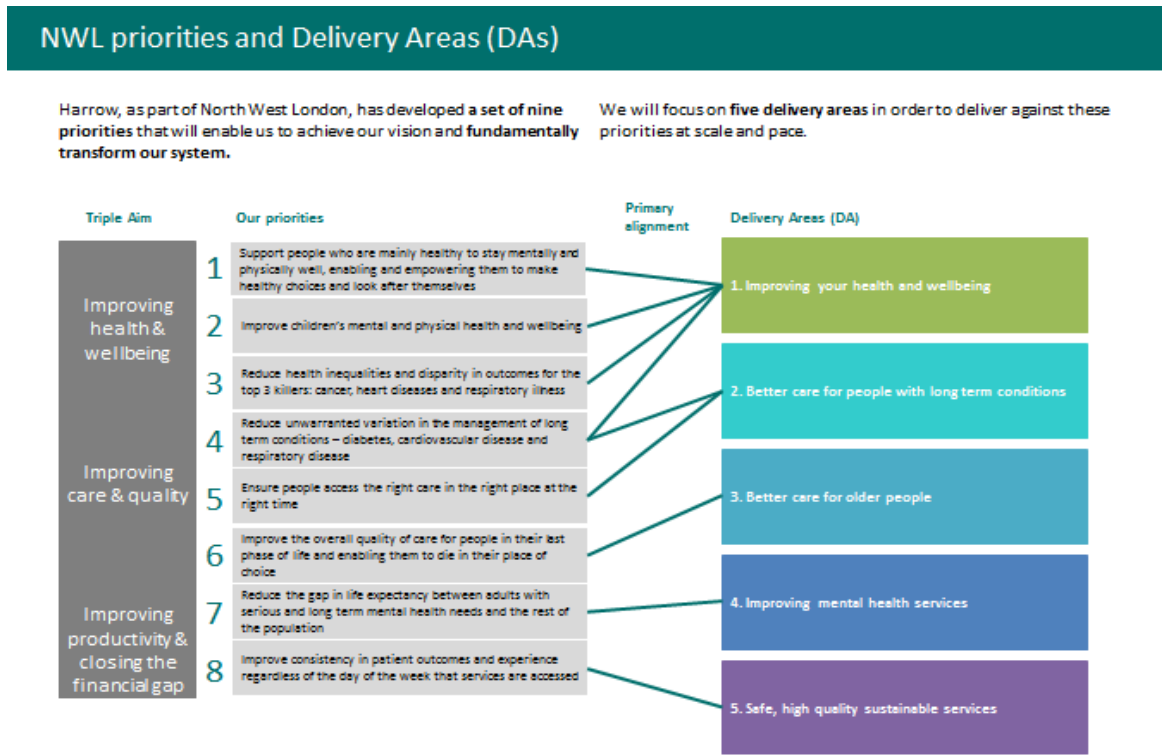 NWL priorities and Delivery Areas (DAs)
Harrow, as part of North West London, has developed a set of nine
priorities that will enable us to achieve our vision and fundamentally
transform our system.
We will focus on five delivery areas in order to deliver against these
priorities at scale and pace.
Triple Aim
Our priorities
Primary
alignment
Delivery Areas (DA)
Improving
health &
wellbeing
Improving
care & quality
Improving
productivity &
closing the
financial gap
1
Support people who are mainly healthy to stay mentally and
physically well, enabling and empowering them to make
healthy choices and look after themselves
2
Improve children's mental and physical health and wellbeing
3
Reduce health inequalities and disparity in outcomes for the
top 3 killers: cancer, heart diseases and respiratory illness
4
Reduce unwarranted variation in the management of long
term conditions – diabetes, cardiovascular disease and
respiratory disease
5
Ensure people access the right care in the right place at the
right time
6
Improve the overall quality of care for people in their last
phase of life and enabling them to die in their place of
choice
7
Reduce the gap in life expectancy between adults with
serious and long term mental health needs and the rest of
the population
8
Improve consistency in patient outcomes and experience
regardless of the day of the week that services are accessed
1. Improving your health and wellbeing
2. Better care for people with long term conditions
3. Better care for older people
4. Improving mental health services
5. Safe, high quality sustainable services